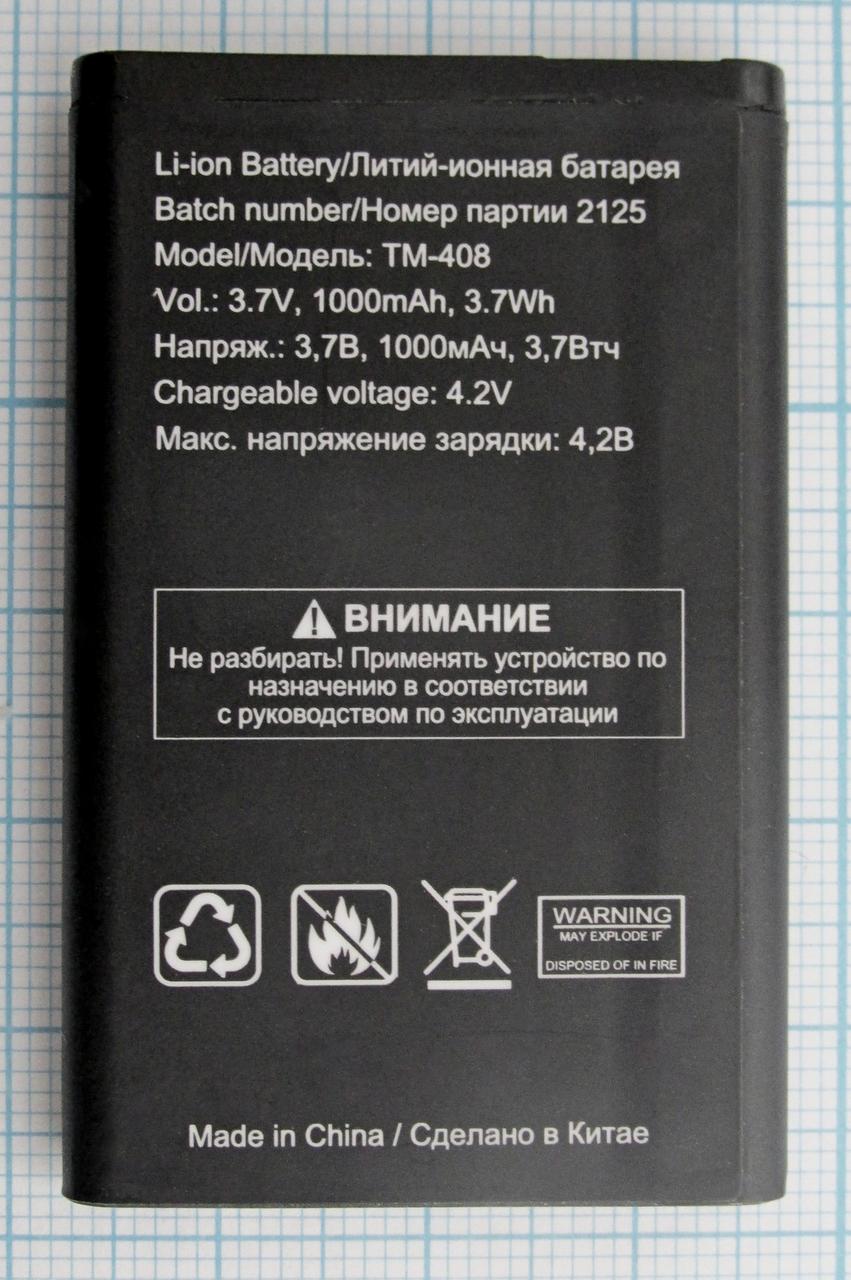 Li-ion Battery/Литий-ионная батарея
Batch number/Номер партии 2125
Model/Модель: TM-408
Vol.: 3.7V, 1000mAh, 3.7Wh
Напряж.: 3,7В, 1000мАч, 3,7Втч
Chargeable voltage: 4.2V
Макс. напряжение зарядки: 4,2В
ВНИМАНИЕ
Не разбирать! Применять устройство по
назначению в соответствии
с руководством по эксплуатации
WARNING
MAY EXPLODE IF
DISPOSED OF IN FIRE
Made in China / Сделано в Китае